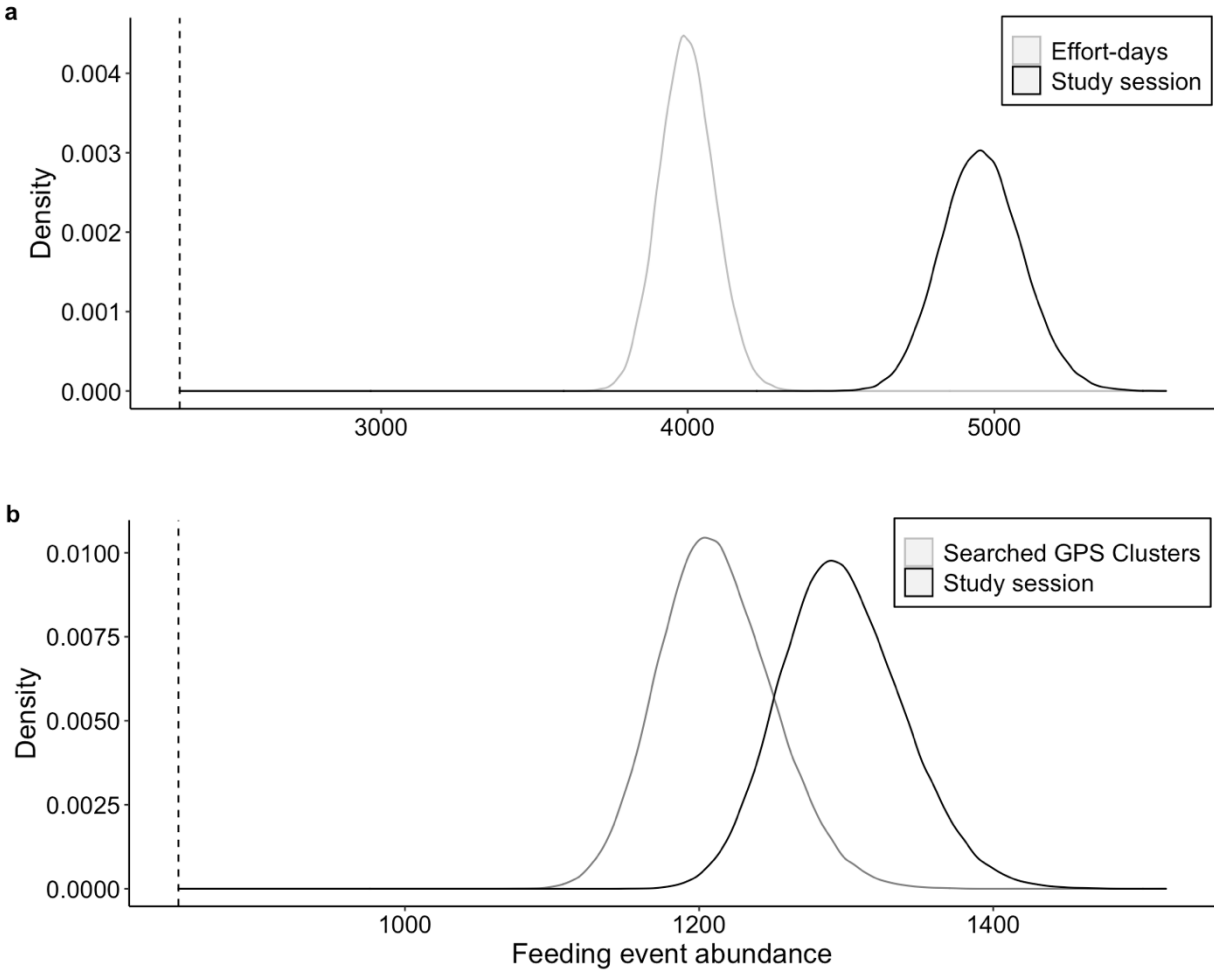 a
Effort-days
Study session
Density
0.004
0.003
0.002
0.001
0.000
3000 4000 5000
b
Searched GPS Clusters
Study session
Density
0.0100
0.0075
0.0050
0.0025
0.0000
1000 1200 1400
Feeding event abundance